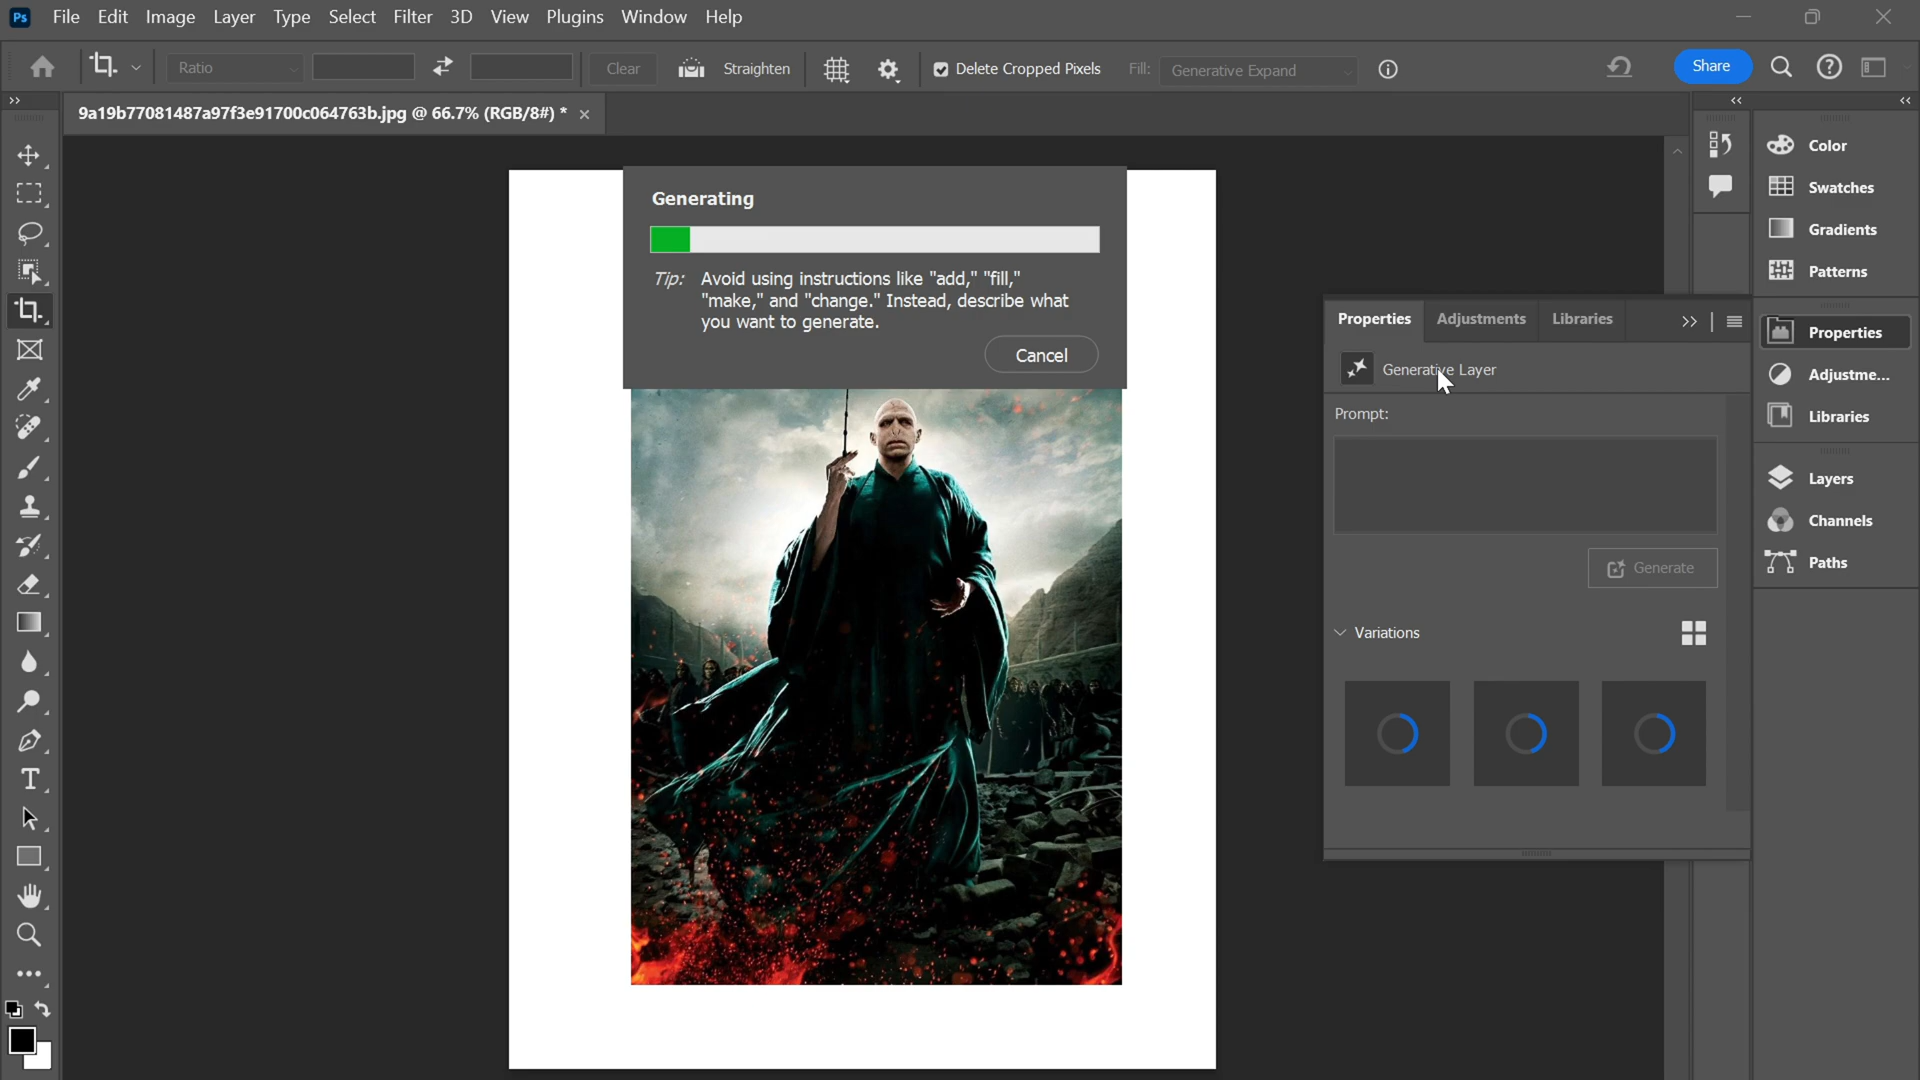 Ps File Edit Image Layer Type Select Filter 3D View Plugins Window Help
Ratio Clear Straighten Delete Cropped Pixels Fill: Generative Expand Share
9a19b77081487a97f3e91700c064763b.jpg @ 66.7% (RGB/8#) *
Generating
Tip: Avoid using instructions like "add," "fill,"
"make," and "change." Instead, describe what
you want to generate.
Cancel
Properties Adjustments Libraries
Generative Layer
Prompt:
Generate
Variations
Color
Swatches
Gradients
Patterns
Properties
Adjustme...
Libraries
Layers
Channels
Paths